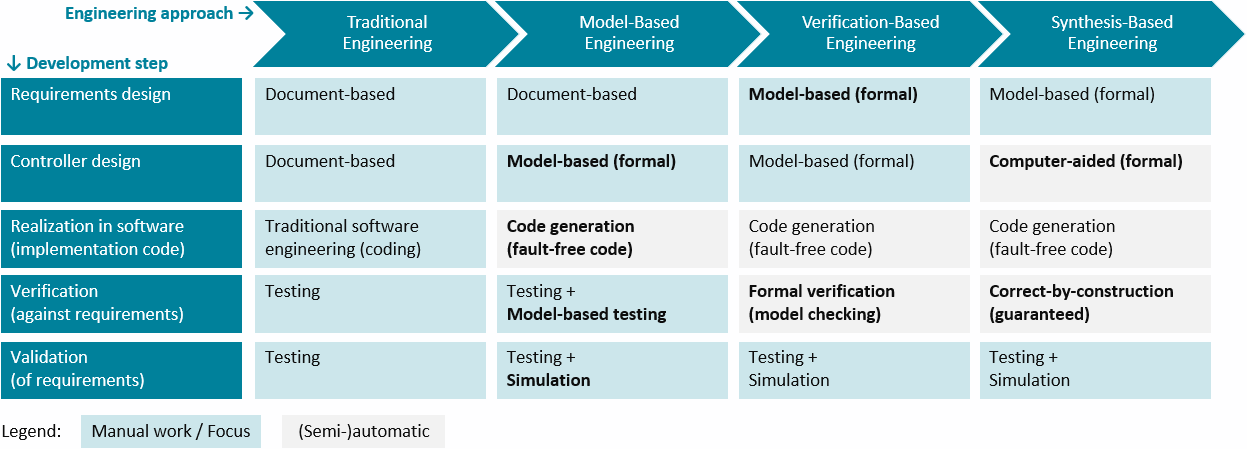 Engineering approach →
↓ Development step
Traditional
Engineering
Model-Based
Engineering
Verification-Based
Engineering
Synthesis-Based
Engineering
Requirements design
Document-based
Document-based
Model-based (formal)
Model-based (formal)
Controller design
Document-based
Model-based (formal)
Model-based (formal)
Computer-aided (formal)
Realization in software
(implementation code)
Traditional software
engineering (coding)
Code generation
(fault-free code)
Code generation
(fault-free code)
Code generation
(fault-free code)
Verification
(against requirements)
Testing
Testing +
Model-based testing
Formal verification
(model checking)
Correct-by-construction
(guaranteed)
Validation
(of requirements)
Testing
Testing +
Simulation
Testing +
Simulation
Testing +
Simulation
Legend:
Manual work / Focus
(Semi-)automatic